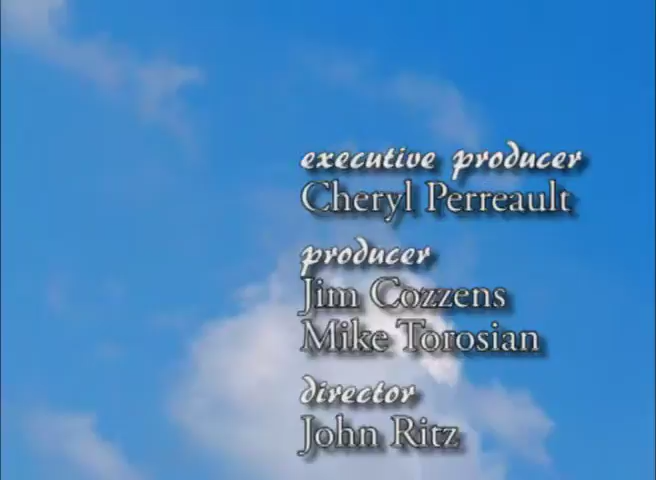 executive producer
Cheryl Perreault
producer
Jim Cozzens
Mike Torosian
director
John Ritz